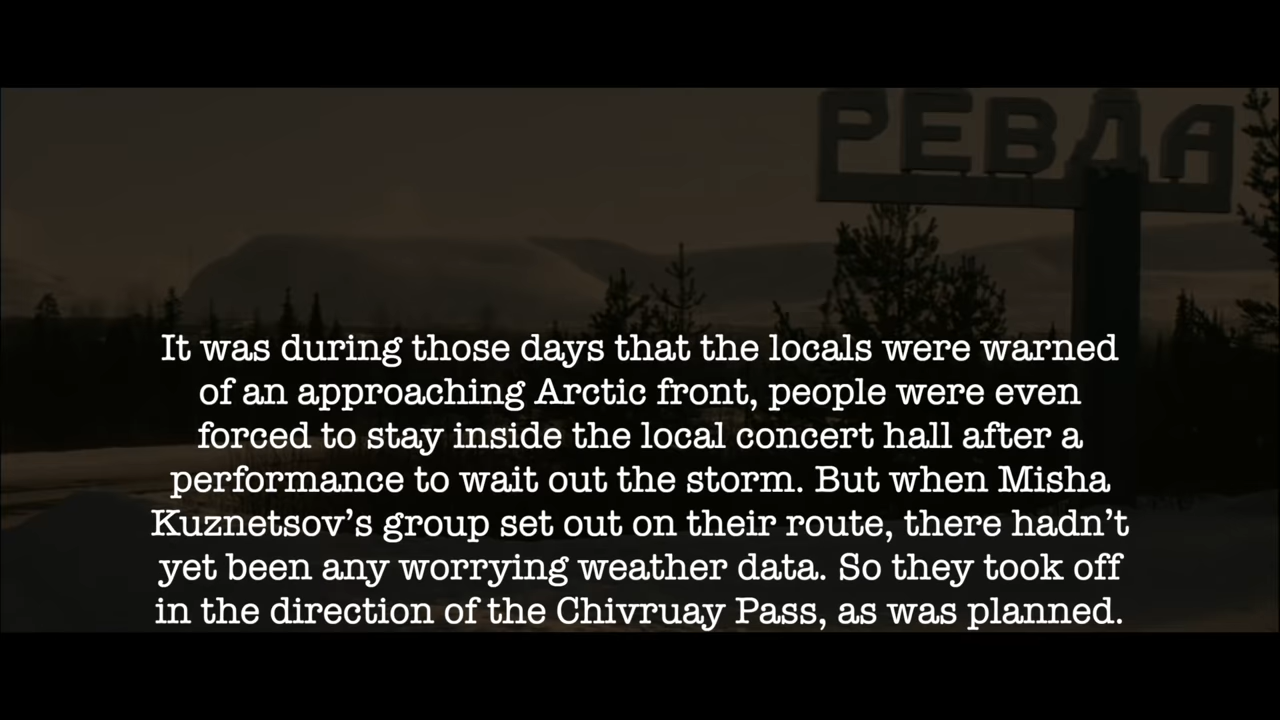 РЕВДА
It was during those days that the locals were warned
of an approaching Arctic front, people were even
forced to stay inside the local concert hall after a
performance to wait out the storm. But when Misha
Kuznetsov’s group set out on their route, there hadn’t
yet been any worrying weather data. So they took off
in the direction of the Chivruay Pass, as was planned.